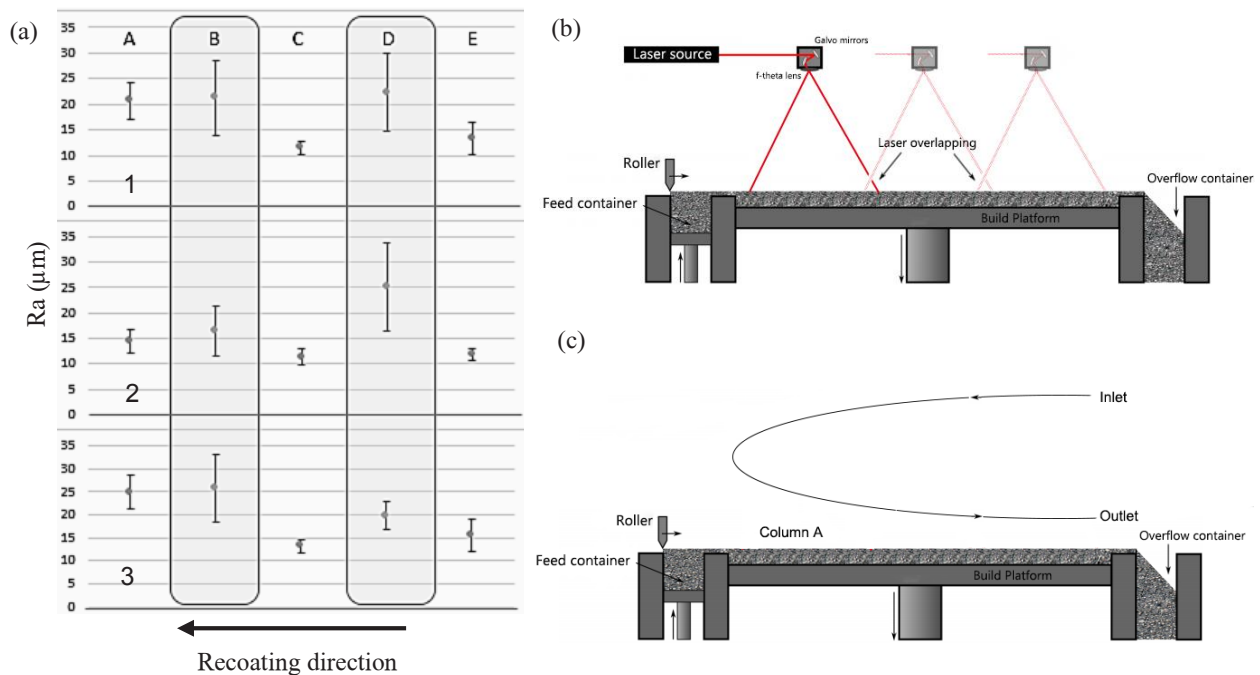 (a)
Ra (µm)
A B C D E
35
30
25
20
15
10
5
0
1
35
30
25
20
15
10
5
0
2
35
30
25
20
15
10
5
0
3
Recoating direction
(b)
Laser source
Galvo mirrors
f-theta lens
Laser overlapping
Roller
Feed container
Overflow container
Build Platform
(c)
Inlet
Outlet
Roller
Column A
Overflow container
Feed container
Build Platform